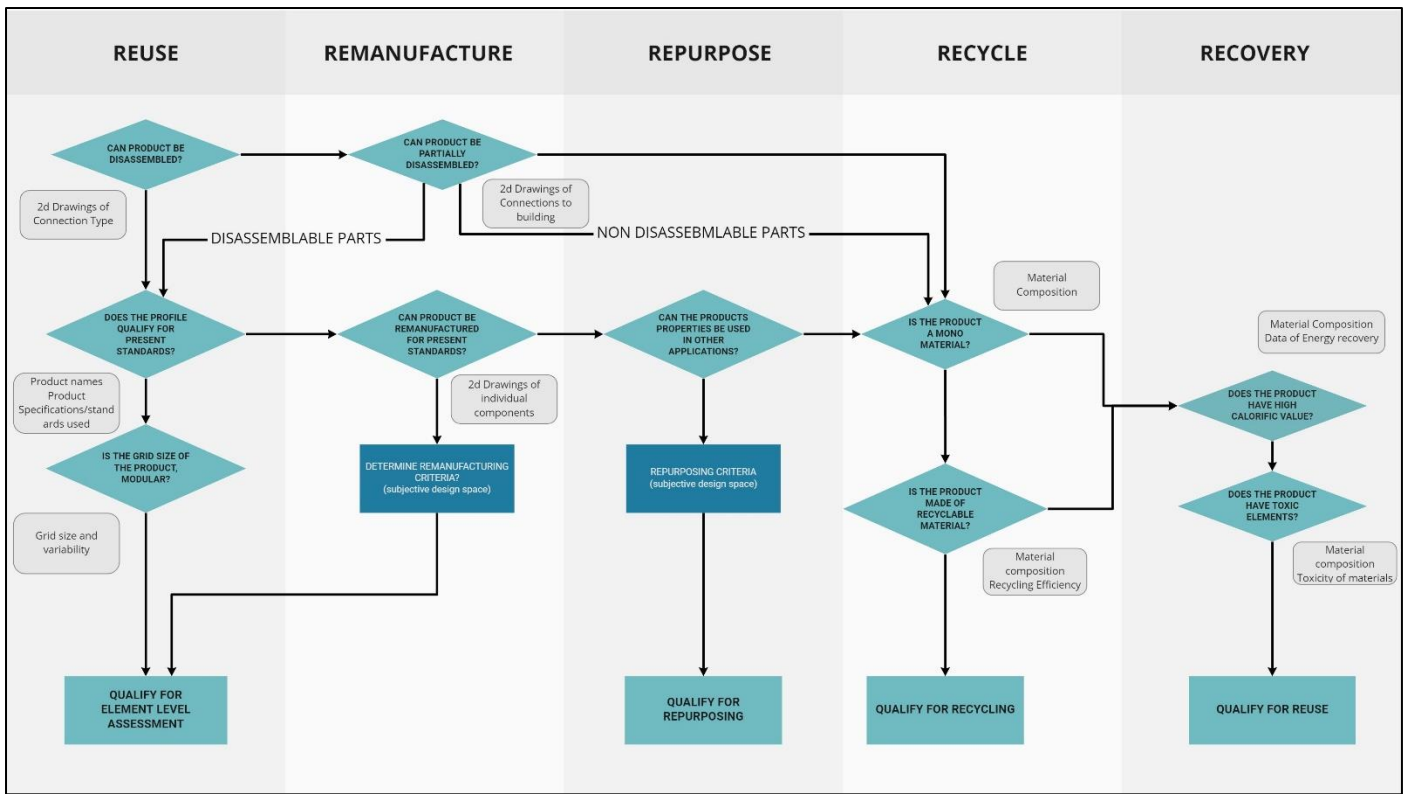 REUSE
REMANUFACTURE
REPURPOSE
RECYCLE
RECOVERY
CAN PRODUCT BE
DISASSEMBLED?
CAN PRODUCT BE
PARTIALLY
DISASSEMBLED?
2d Drawings of
Connection Type
2d Drawings of
Connections to
building
DISASSEMBLABLE PARTS
NON DISASSEBMLABLE PARTS
Material
Composition
DOES THE PROFILE
QUALIFY FOR
PRESENT
STANDARDS?
CAN PRODUCT BE
REMANUFACTURED
FOR PRESENT
STANDARDS?
CAN THE PRODUCTS
PROPERTIES BE USED
IN OTHER
APPLICATIONS?
IS THE PRODUCT
A MONO
MATERIAL?
Material Composition
Data of Energy recovery
Product names
Product
Specifications/stand
ards used
2d Drawings of
individual
components
DOES THE PRODUCT
HAVE HIGH
CALORIFIC VALUE?
IS THE GRID SIZE OF
THE PRODUCT,
MODULAR?
DETERMINE REMANUFACTURING
CRITERIA?
(subjective design space)
REPURPOSING CRITERIA
(subjective design space)
IS THE PRODUCT
MADE OF
RECYCLABLE
MATERIAL?
DOES THE PRODUCT
HAVE TOXIC
ELEMENTS?
Grid size and
variability
Material
composition
Recycling Efficiency
Material
composition
Toxicity of materials
QUALIFY FOR
ELEMENT LEVEL
ASSESSMENT
QUALIFY FOR
REPURPOSING
QUALIFY FOR RECYCLING
QUALIFY FOR REUSE